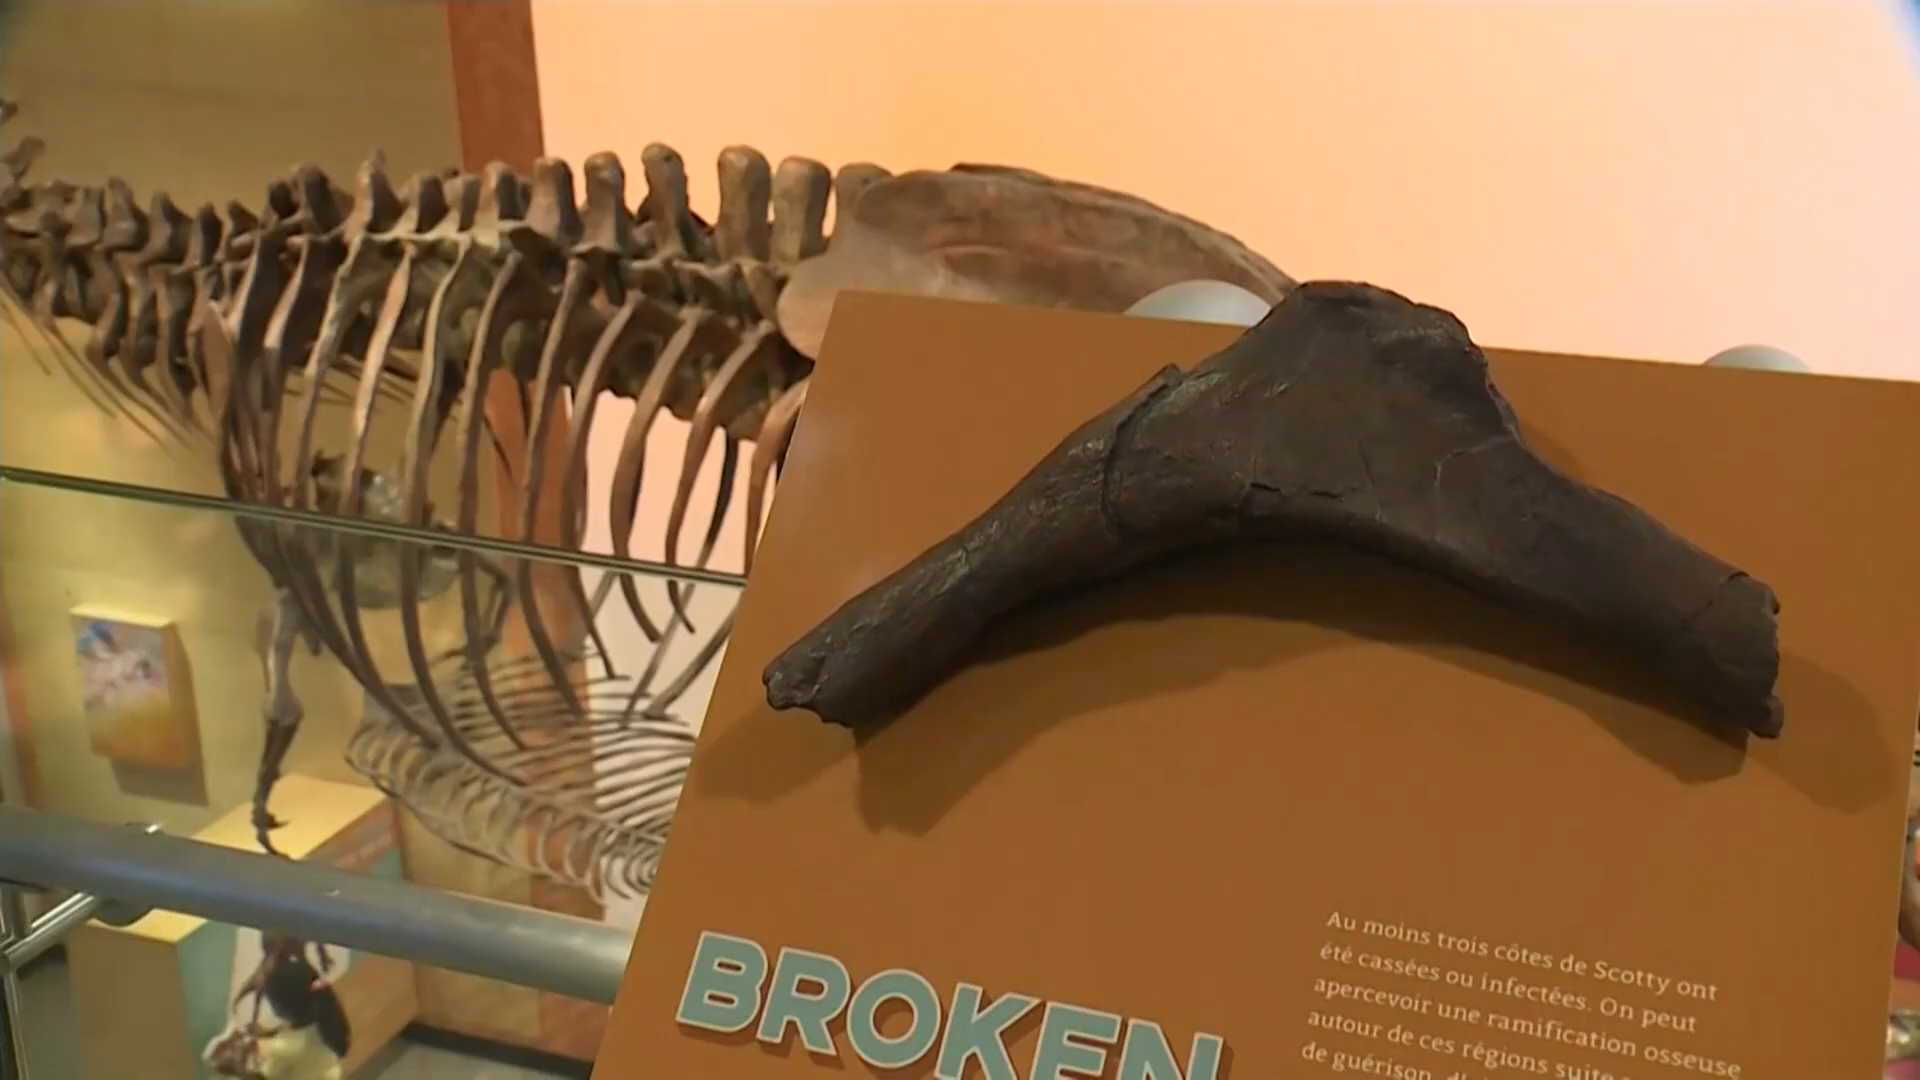 BROKEN
Au moins trois côtes de Scotty ont
été cassées ou infectées. On peut
apercevoir une ramification osseuse
autour de ces régions suite
de guérison